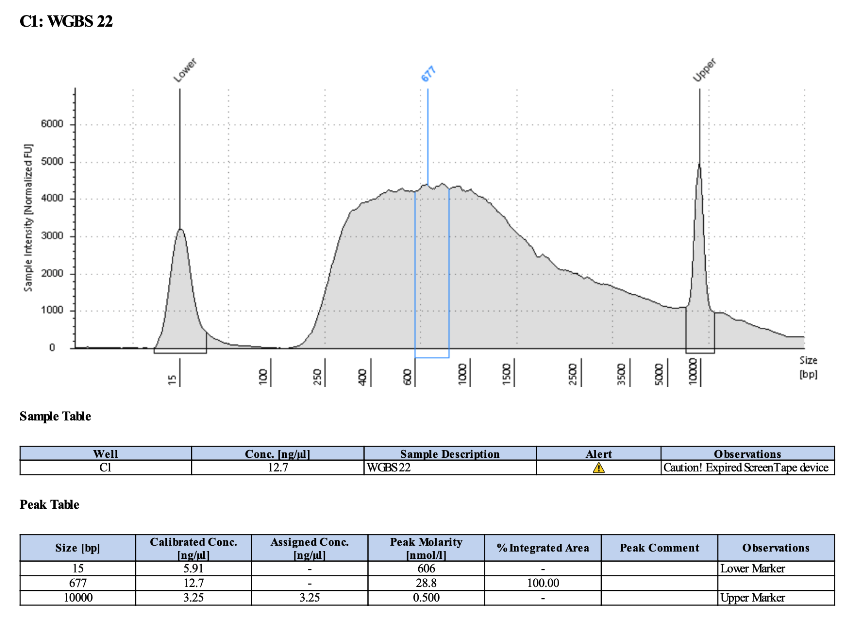 C1: WGBS 22
Lower
677
Upper
Sample Intensity [Normalized FU]
6000
5000
4000
3000
2000
1000
0
15
100
250
400
600
1000
1500
2500
3500
5000
10000
Size
[bp]
Sample Table
Well Conc. [ng/µl] Sample Description Alert Observations
C1 12.7 WGBS 22 Caution! Expired ScreenTape device
Peak Table
Size [bp] Calibrated Conc. [ng/µl] Assigned Conc. [ng/µl] Peak Molarity [nmol/l] % Integrated Area Peak Comment Observations
15 5.91 - 606 - Lower Marker
677 12.7 - 28.8 100.00
10000 3.25 3.25 0.500 - Upper Marker